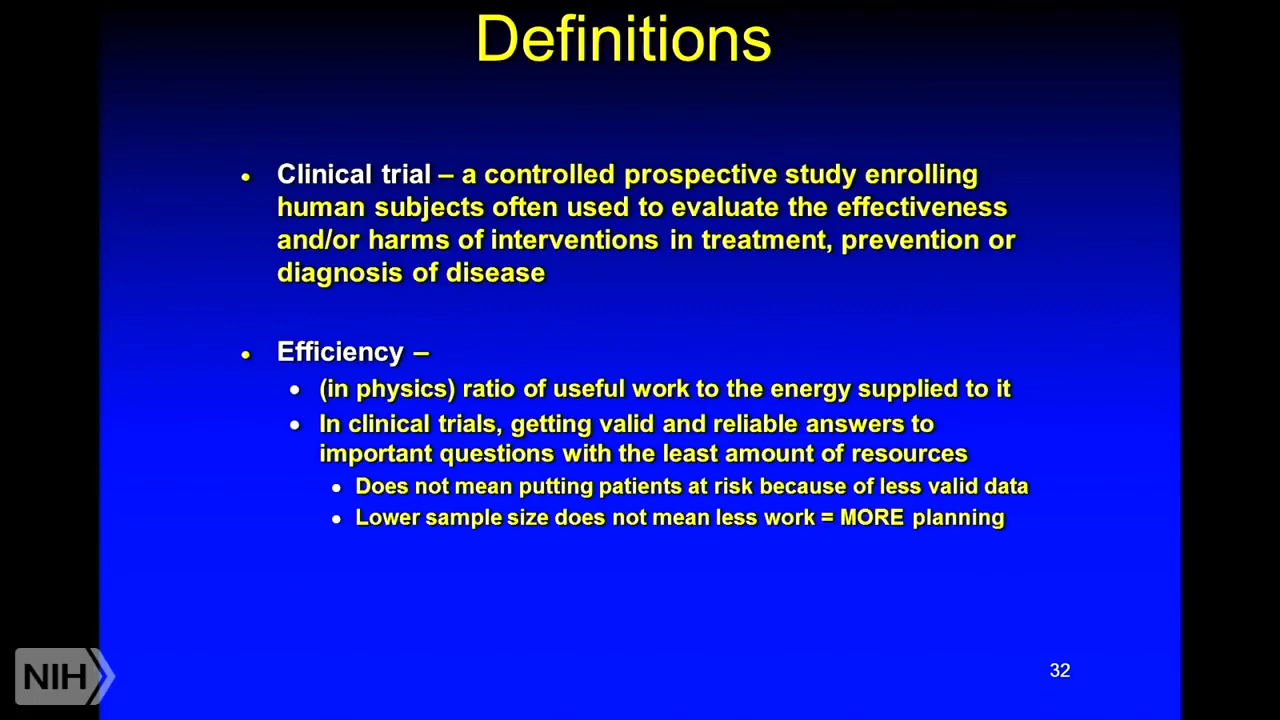 Definitions
• Clinical trial – a controlled prospective study enrolling
human subjects often used to evaluate the effectiveness
and/or harms of interventions in treatment, prevention or
diagnosis of disease
• Efficiency –
• (in physics) ratio of useful work to the energy supplied to it
• In clinical trials, getting valid and reliable answers to
important questions with the least amount of resources
• Does not mean putting patients at risk because of less valid data
• Lower sample size does not mean less work = MORE planning
NIH
32